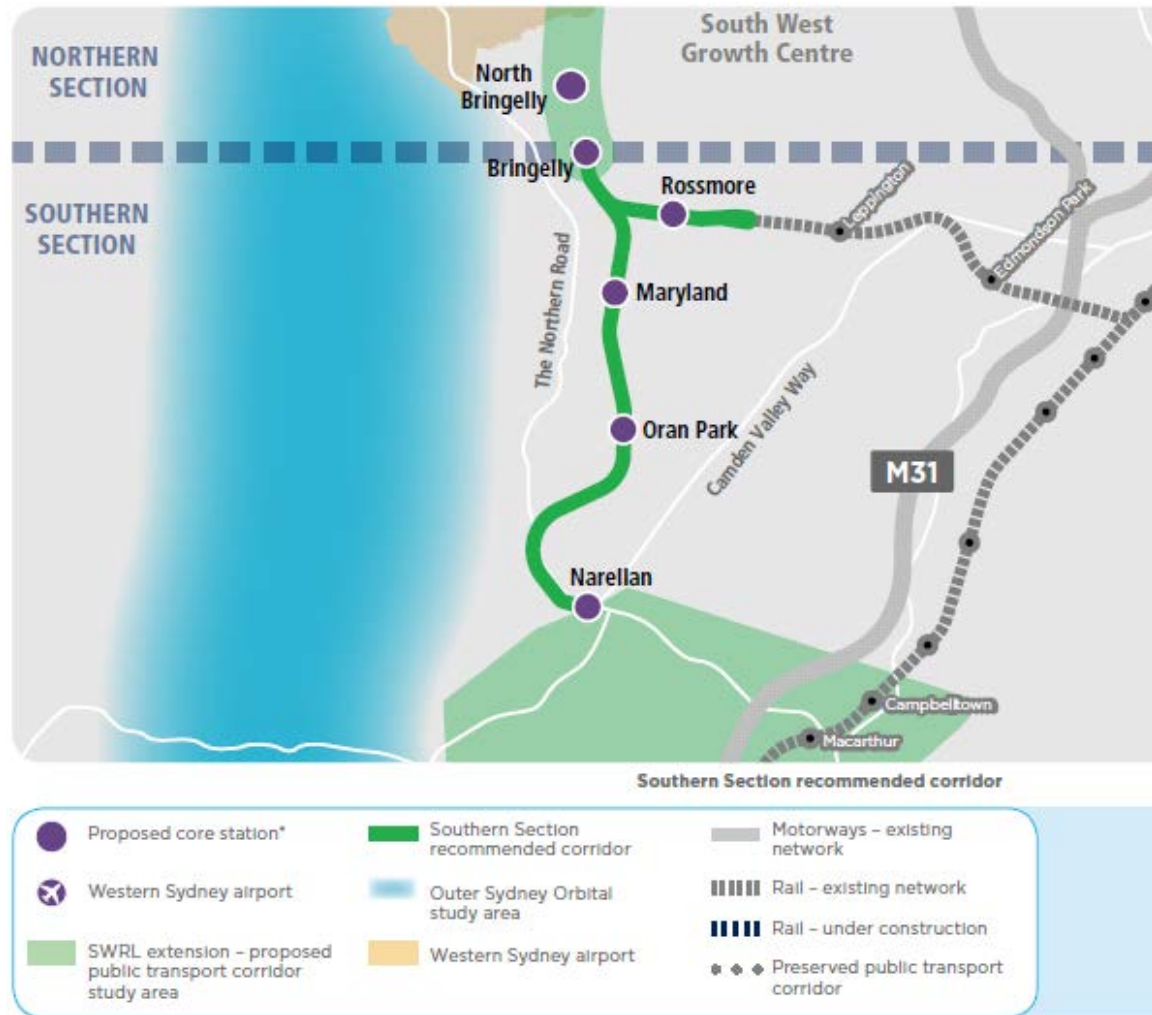 South West
Growth Centre
NORTHERN
SECTION
North
Bringelly
Bringelly
SOUTHERN
SECTION
Rossmore
Leppington
Edmondson Park
Maryland
The Northern Road
Oran Park
Camden Valley Way
M31
Narellan
Campbelltown
Macarthur
Southern Section recommended corridor
Proposed core station*
Western Sydney airport
SWRL extension – proposed
public transport corridor
study area
Southern Section
recommended corridor
Outer Sydney Orbital
study area
Western Sydney airport
Motorways – existing
network
Rail – existing network
Rail – under construction
Preserved public transport
corridor